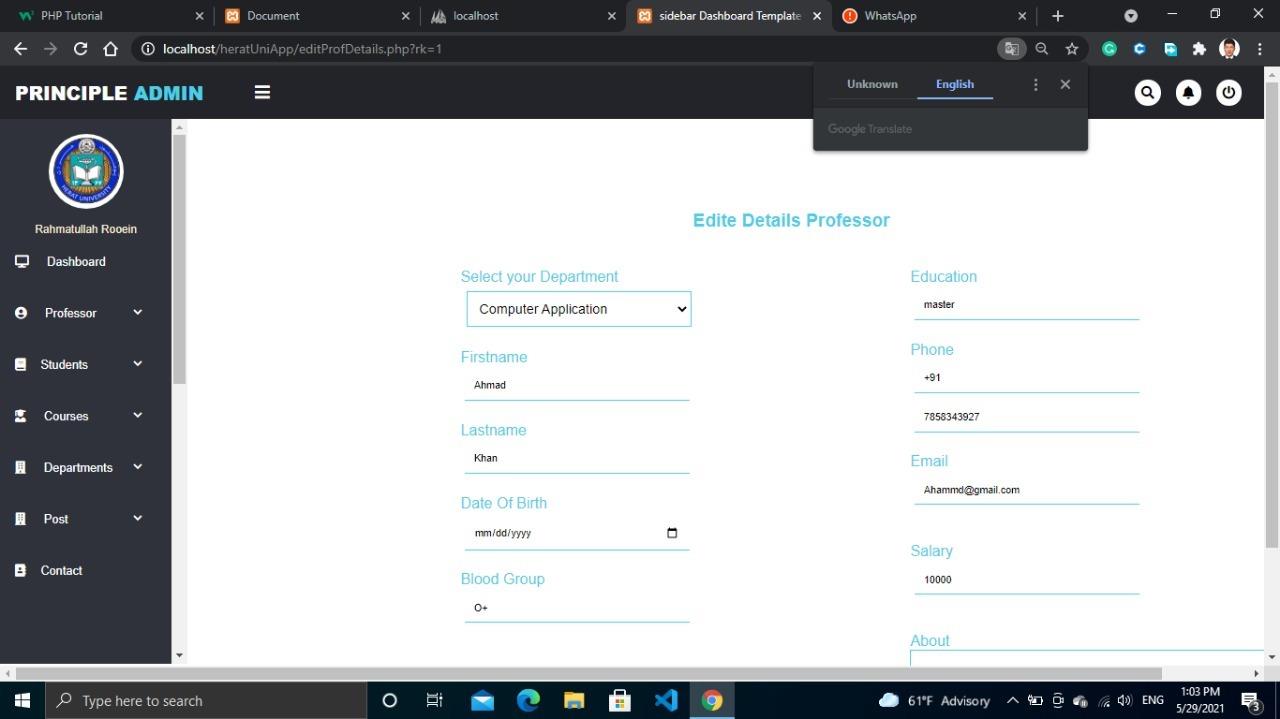 PHP Tutorial
Document
localhost
sidebar Dashboard Template
WhatsApp
localhost/heratUniApp/editProfDetails.php?rk=1
PRINCIPLE ADMIN
Unknown
English
Google Translate
HERAT UNIVERSITY
Rahmatullah Rooein
Dashboard
Professor
Students
Courses
Departments
Post
Contact
Edite Details Professor
Select your Department
Computer Application
Firstname
Ahmad
Lastname
Khan
Date Of Birth
mm/dd/yyyy
Blood Group
O+
Education
master
Phone
+91
7858343927
Email
Ahammd@gmail.com
Salary
10000
About
Type here to search
61°F Advisory
ENG
1:03 PM
5/29/2021
3